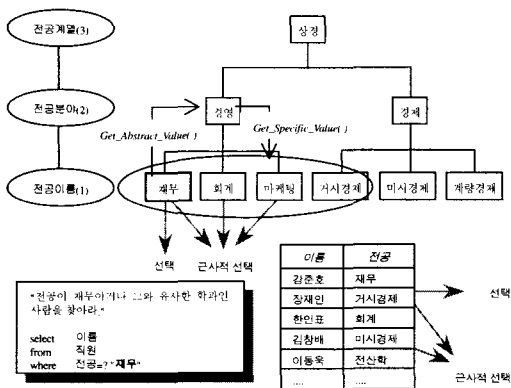 전공계열(3)
상경
전공분야(2)
경영
경제
Get_Abstract_Value( )
Get_Specific_Value( )
전공이름(1)
재무
회계
마케팅
거시경제
미시경제
계량경제
선택
근사적 선택
"전공이 재무이거나 그와 유사한 학과인
사람을 찾아라."
select 이름
from 직원
where 전공=?"재무"
이름 전공
강준호 재무
장재인 거시경제
한인표 회계
김창배 미시경제
이동욱 전산학
.... ....
선택
근사적 선택